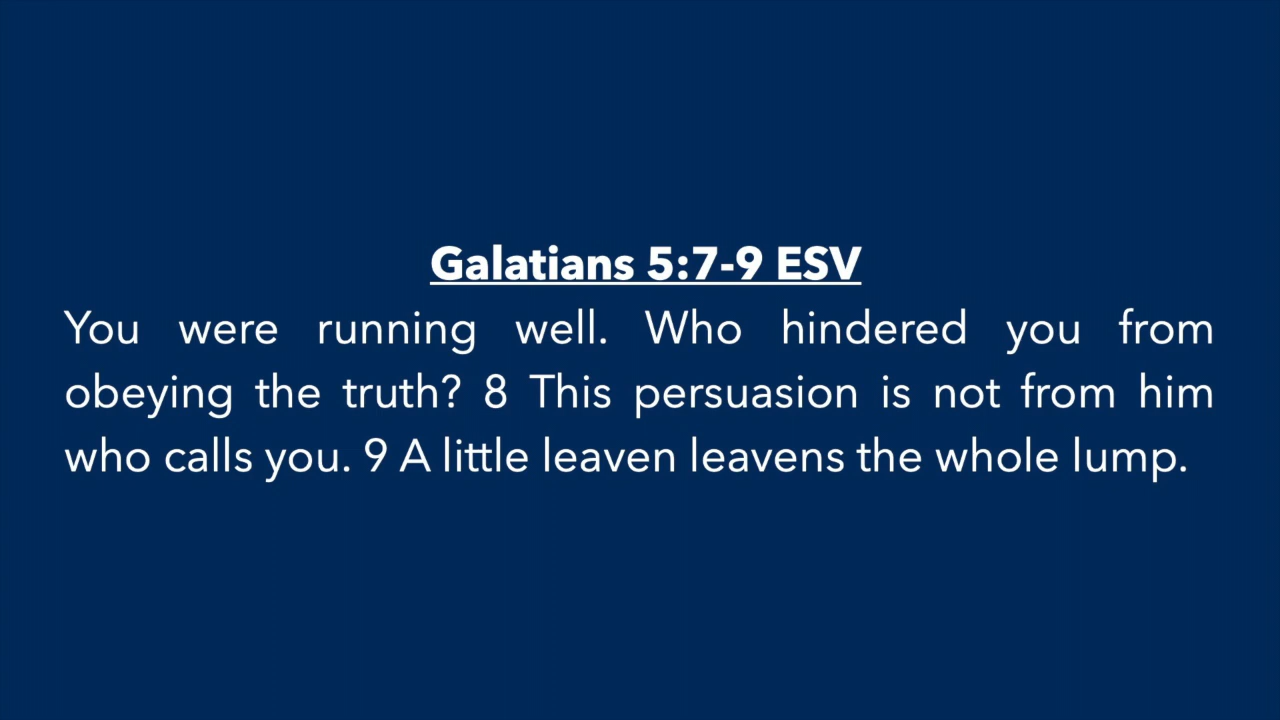 Galatians 5:7-9 ESV
You were running well. Who hindered you from
obeying the truth? 8 This persuasion is not from him
who calls you. 9 A little leaven leavens the whole lump.